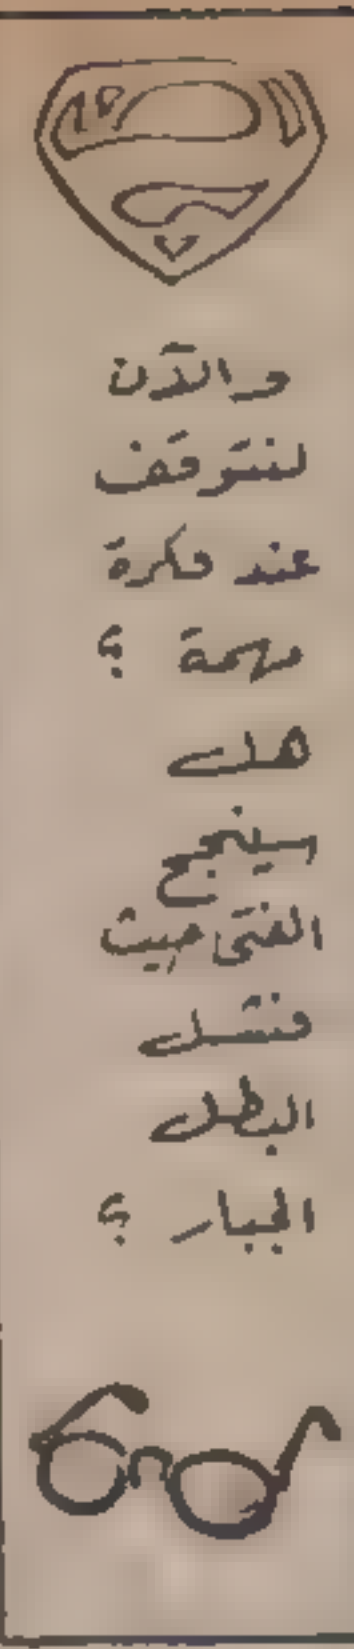 والآن
لنتوقف
عند فكرة
مهمة ؟
هل
سينجح
الفتى حيث
فشل
البطل
الجبار ؟